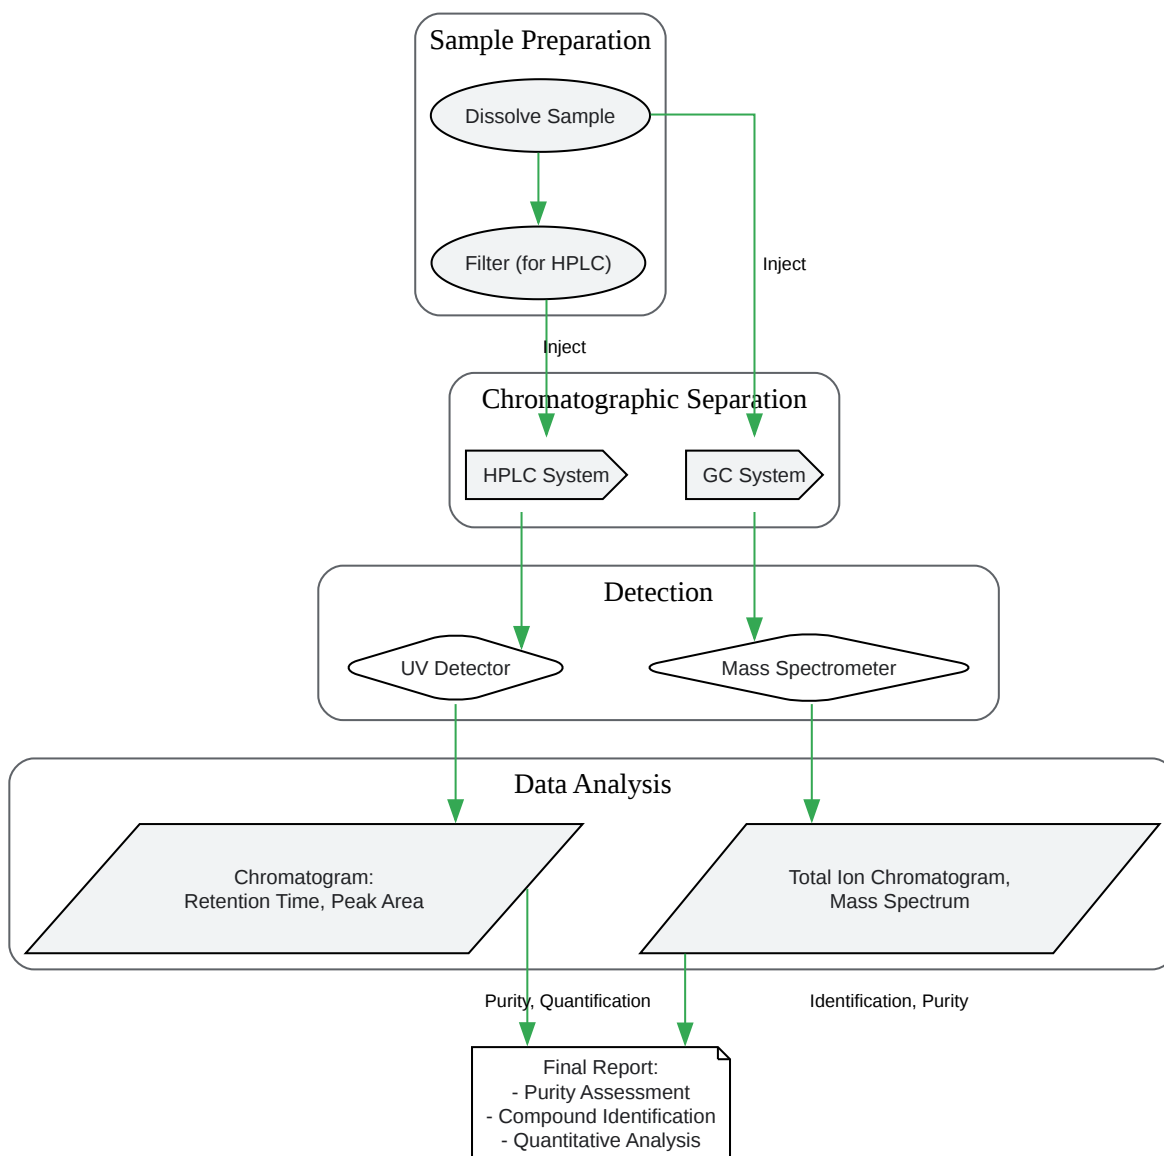 Sample Preparation
Dissolve Sample
Filter (for HPLC)
Inject
Inject
Chromatographic Separation
HPLC System
GC System
Detection
UV Detector
Mass Spectrometer
Data Analysis
Chromatogram:
Retention Time, Peak Area
Total Ion Chromatogram,
Mass Spectrum
Purity, Quantification
Identification, Purity
Final Report:
- Purity Assessment
- Compound Identification
- Quantitative Analysis